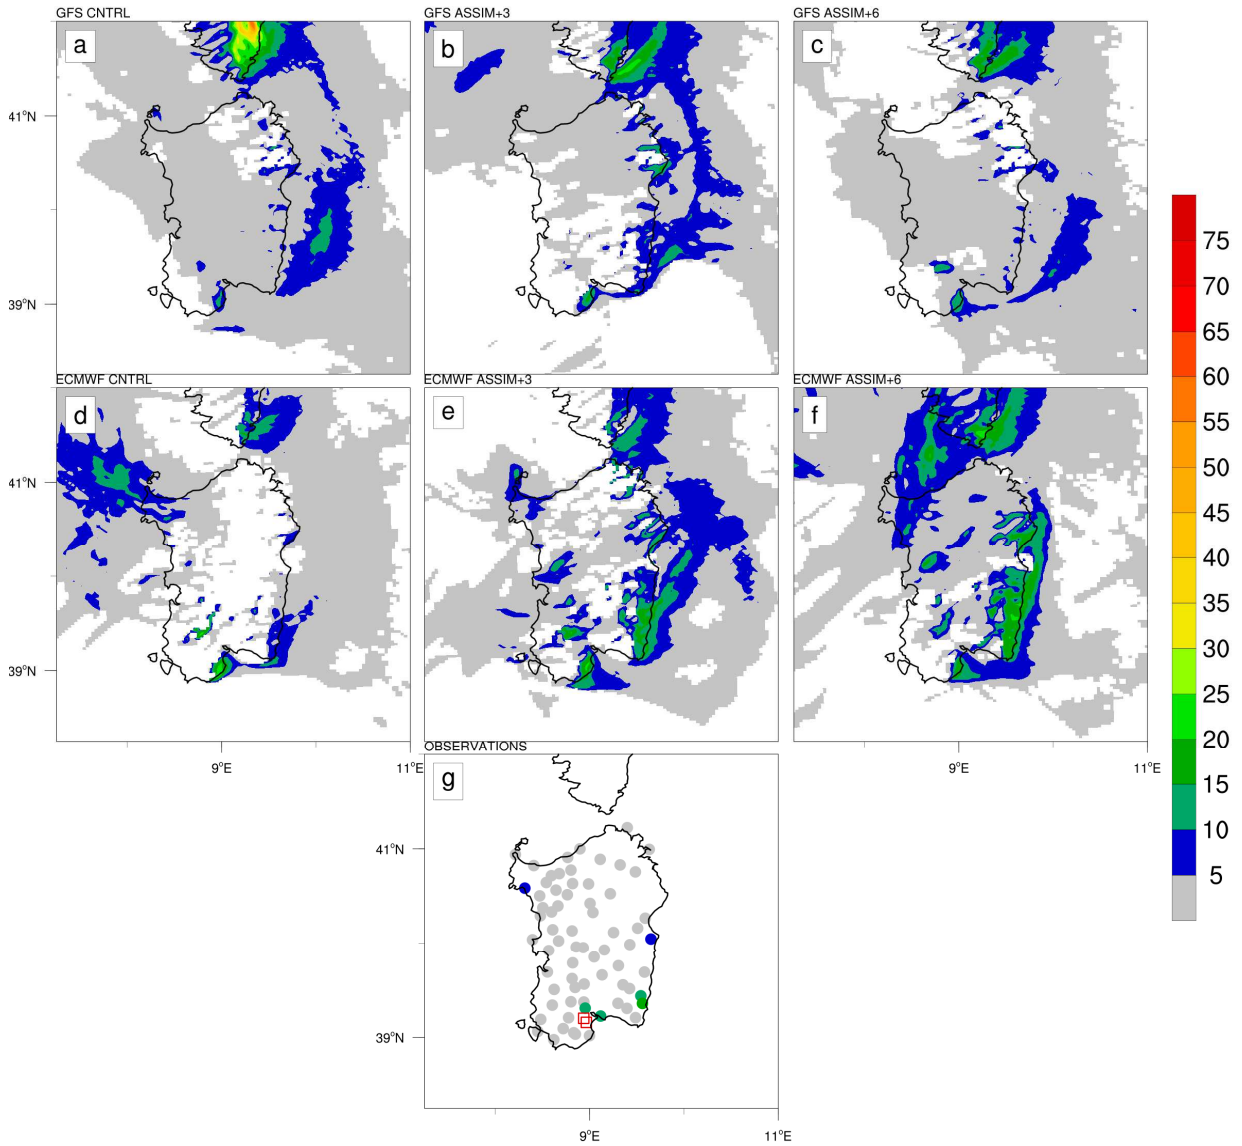 GFS CNTRL
GFS ASSIM+3
GFS ASSIM+6
a
b
c
41°N
39°N
ECMWF CNTRL
ECMWF ASSIM+3
ECMWF ASSIM+6
d
e
f
41°N
39°N
9°E
11°E
9°E
11°E
OBSERVATIONS
g
41°N
39°N
9°E
11°E
75
70
65
60
55
50
45
40
35
30
25
20
15
10
5